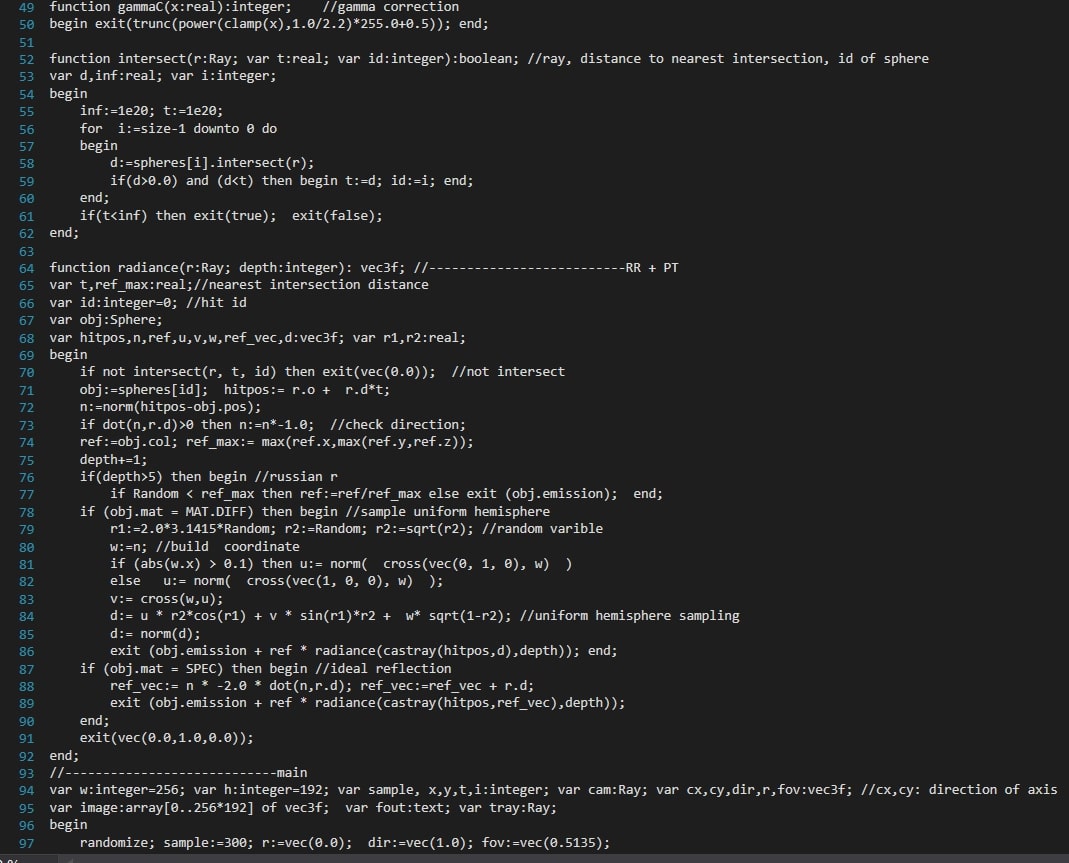 49 function gammaC(x:real):integer;    //gamma correction
50 begin exit(trunc(power(clamp(x),1.0/2.2)*255.0+0.5)); end;
51
52 function intersect(r:Ray; var t:real; var id:integer):boolean; //ray, distance to nearest intersection, id of sphere
53 var d,inf:real; var i:integer;
54 begin
55     inf:=1e20; t:=1e20;
56     for  i:=size-1 downto 0 do
57     begin
58         d:=spheres[i].intersect(r);
59         if(d>0.0) and (d<t) then begin t:=d; id:=i; end;
60     end;
61     if(t<inf) then exit(true);  exit(false);
62 end;
63
64 function radiance(r:Ray; depth:integer): vec3f; //--------------------------RR + PT
65 var t,ref_max:real;//nearest intersection distance
66 var id:integer=0; //hit id
67 var obj:Sphere;
68 var hitpos,n,ref,u,v,w,ref_vec,d:vec3f; var r1,r2:real;
69 begin
70     if not intersect(r, t, id) then exit(vec(0.0));  //not intersect
71     obj:=spheres[id];  hitpos:= r.o +  r.d*t;
72     n:=norm(hitpos-obj.pos);
73     if dot(n,r.d)>0 then n:=n*-1.0;  //check direction;
74     ref:=obj.col; ref_max:= max(ref.x,max(ref.y,ref.z));
75     depth+=1;
76     if(depth>5) then begin //russian r
77         if Random < ref_max then ref:=ref/ref_max else exit (obj.emission);  end;
78     if (obj.mat = MAT.DIFF) then begin //sample uniform hemisphere
79         r1:=2.0*3.1415*Random; r2:=Random; r2:=sqrt(r2); //random varible
80         w:=n; //build  coordinate
81         if (abs(w.x) > 0.1) then u:= norm(  cross(vec(0, 1, 0), w)  )
82         else   u:= norm(  cross(vec(1, 0, 0), w)  );
83         v:= cross(w,u);
84         d:= u * r2*cos(r1) + v * sin(r1)*r2 +  w* sqrt(1-r2); //uniform hemisphere sampling
85         d:= norm(d);
86         exit (obj.emission + ref * radiance(castray(hitpos,d),depth)); end;
87     if (obj.mat = SPEC) then begin //ideal reflection
88         ref_vec:= n * -2.0 * dot(n,r.d); ref_vec:=ref_vec + r.d;
89         exit (obj.emission + ref * radiance(castray(hitpos,ref_vec),depth));
90     end;
91     exit(vec(0.0,1.0,0.0));
92 end;
93 //----------------------------main
94 var w:integer=256; var h:integer=192; var sample, x,y,t,i:integer; var cam:Ray; var cx,cy,dir,r,fov:vec3f; //cx,cy: direction of axis
95 var image:array[0..256*192] of vec3f;  var fout:text; var tray:Ray;
96 begin
97     randomize; sample:=300; r:=vec(0.0);  dir:=vec(1.0); fov:=vec(0.5135);